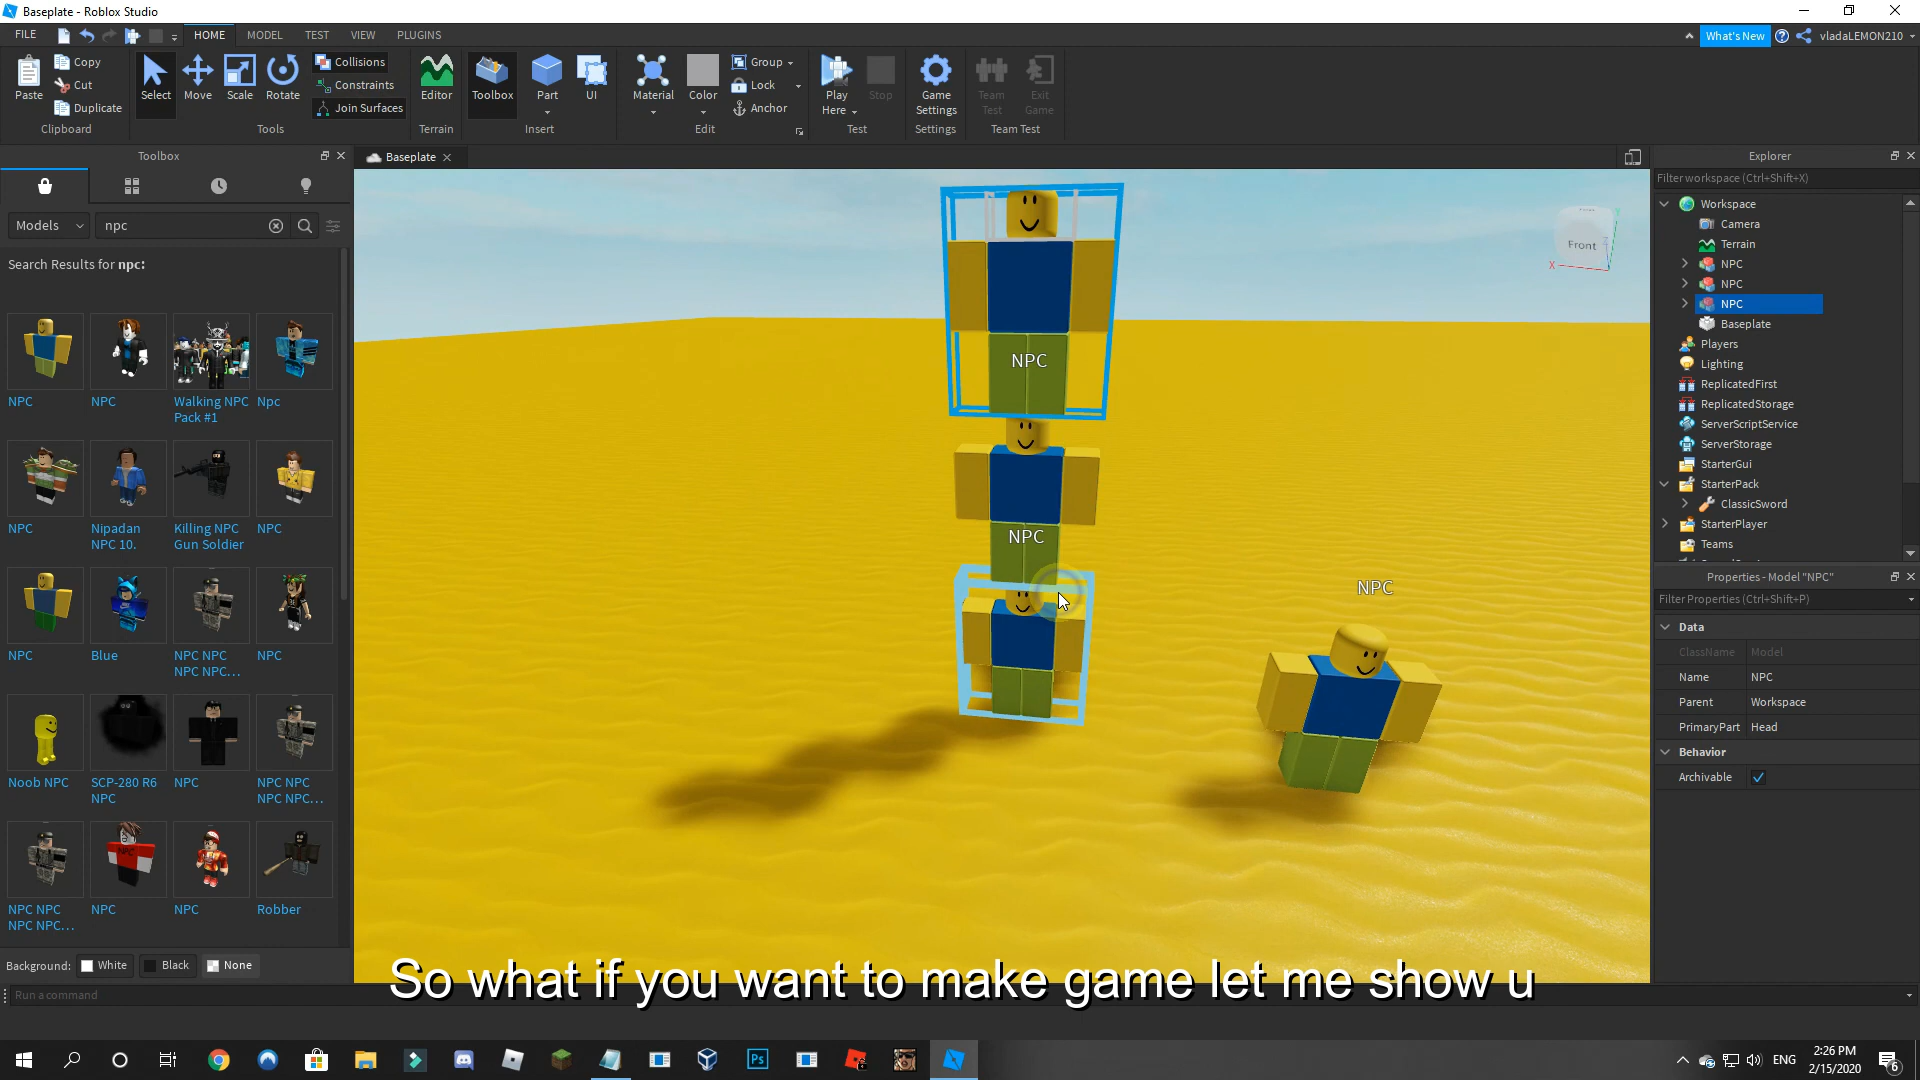 Baseplate - Roblox Studio
FILE
HOME
MODEL
TEST
VIEW
PLUGINS
What's New
vladaLEMON210
Paste
Copy
Cut
Duplicate
Clipboard
Select
Move
Scale
Rotate
Collisions
Constraints
Join Surfaces
Tools
Editor
Terrain
Toolbox
Part
UI
Insert
Material
Color
Group
Lock
Anchor
Edit
Play
Here
Stop
Test
Game
Settings
Settings
Team
Test
Exit
Game
Team Test
Toolbox
Models
npc
Search Results for npc:
NPC
NPC
Walking NPC
Pack #1
Npc
NPC
Nipadan
NPC 10.
Killing NPC
Gun Soldier
NPC
NPC
Blue
NPC NPC
NPC NPC...
NPC
Noob NPC
SCP-280 R6
NPC
NPC
NPC NPC
NPC NPC...
NPC NPC
NPC NPC...
NPC
NPC
Robber
Background:
White
Black
None
Run a command
Baseplate
Front
X
NPC
NPC
NPC
So what if you want to make game let me show u
Explorer
Filter workspace (Ctrl+Shift+X)
Workspace
Camera
Terrain
NPC
NPC
NPC
Baseplate
Players
Lighting
ReplicatedFirst
ReplicatedStorage
ServerScriptService
ServerStorage
StarterGui
StarterPack
ClassicSword
StarterPlayer
Teams
Properties - Model "NPC"
Filter Properties (Ctrl+Shift+P)
Data
ClassName Model
Name NPC
Parent Workspace
PrimaryPart Head
Behavior
Archivable
Ps
ENG
2:26 PM
2/15/2020
6